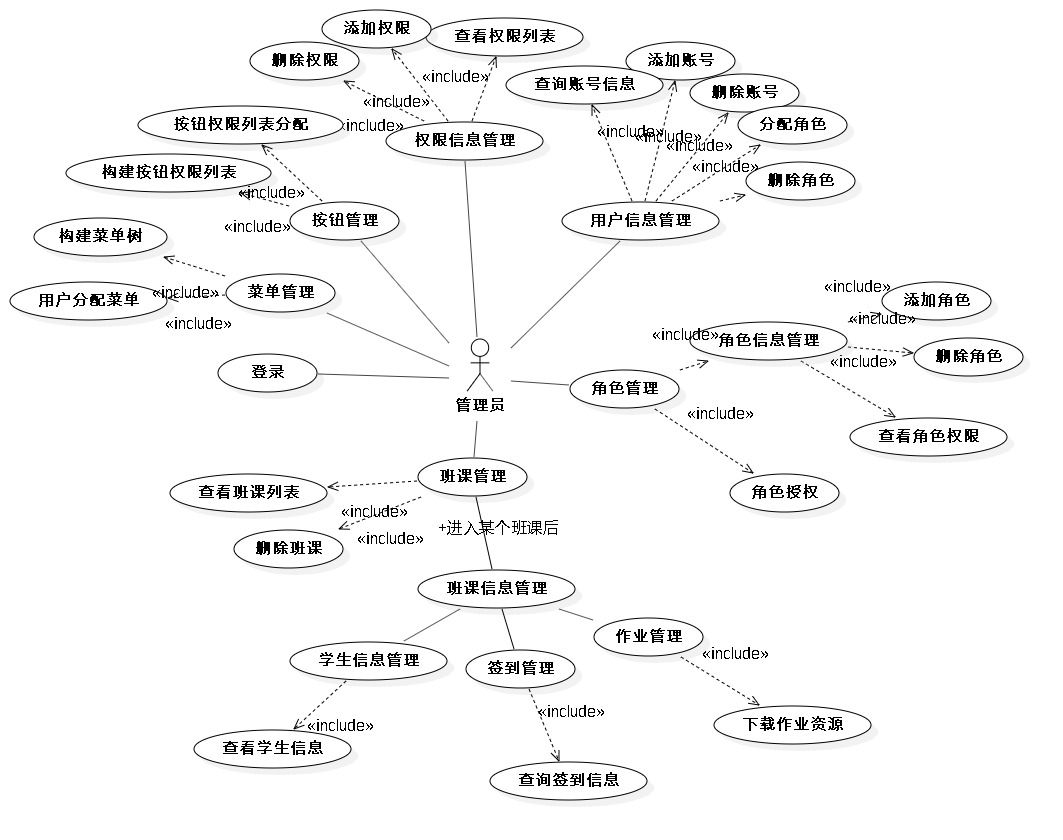 添加权限
查看权限列表
删除权限
«include»
«include»
«include»
按钮权限列表分配
权限信息管理
构建按钮权限列表
«include»
按钮管理
«include»
构建菜单树
菜单管理
用户分配菜单
«include»
«include»
添加账号
查询账号信息
删除账号
分配角色
«include»
«include»
«include»
«include»
删除角色
用户信息管理
登录
管理员
«include»
添加角色
«include»
角色信息管理
«include»
删除角色
«include»
角色管理
«include»
查看角色权限
角色授权
班课管理
查看班课列表
«include»
删除班课
«include»
+进入某个班课后
班课信息管理
学生信息管理
签到管理
作业管理
«include»
«include»
«include»
查看学生信息
下载作业资源
查询签到信息